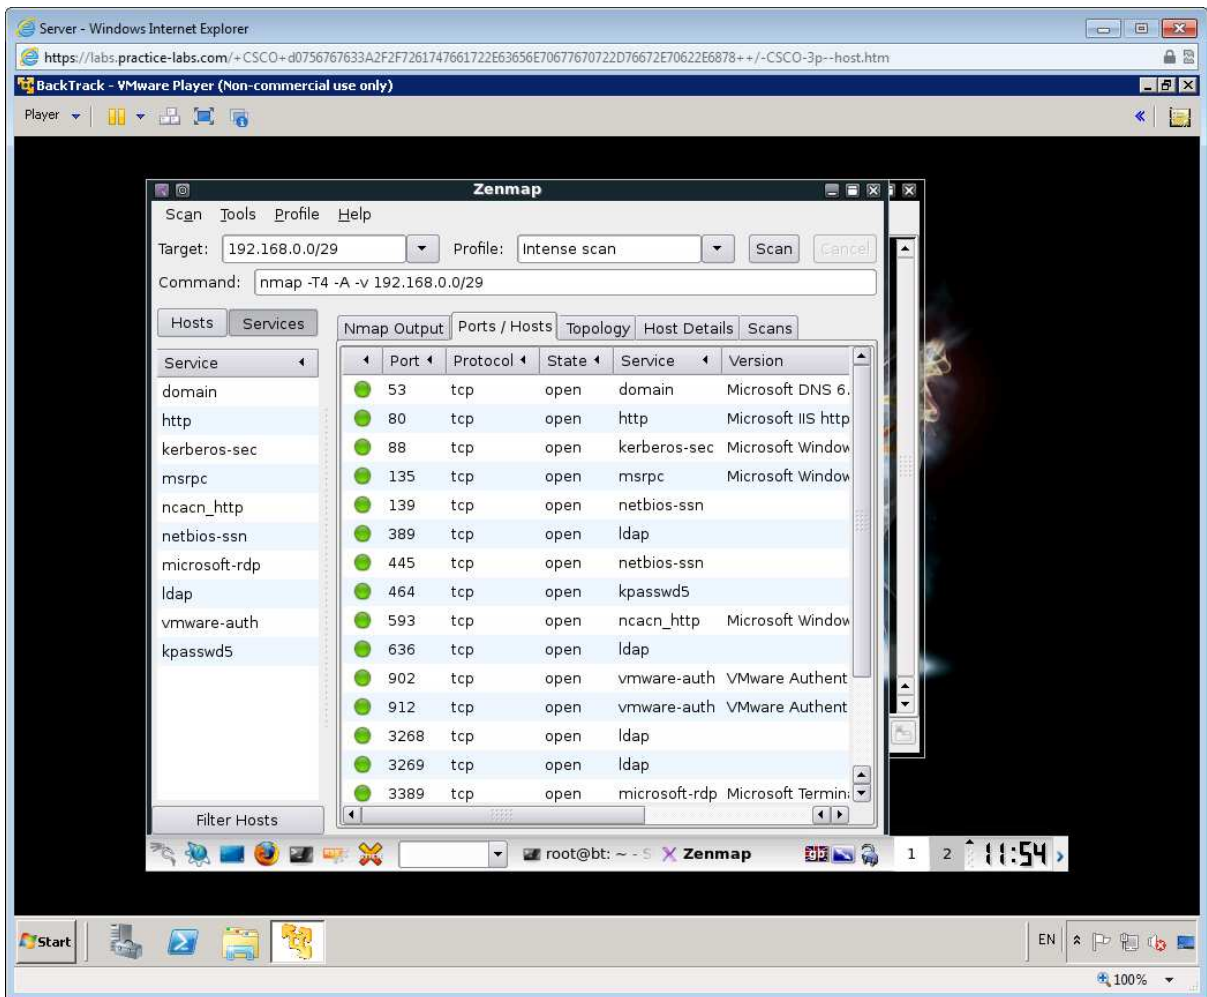 Server - Windows Internet Explorer
https://labs.practice-labs.com/+CSCO+d0756767633A2F2F7261747661722E63656E70677670722D76672E70622E6878++/-CSCO-3p--host.htm
BackTrack - VMware Player (Non-commercial use only)
Player
Zenmap
Scan Tools Profile Help
Target: 192.168.0.0/29 Profile: Intense scan Scan Cancel
Command: nmap -T4 -A -v 192.168.0.0/29
Hosts Services Nmap Output Ports / Hosts Topology Host Details Scans
Service Port Protocol State Service Version
domain 53 tcp open domain Microsoft DNS 6.
http 80 tcp open http Microsoft IIS http
kerberos-sec 88 tcp open kerberos-sec Microsoft Window
msrpc 135 tcp open msrpc Microsoft Window
ncacn_http 139 tcp open netbios-ssn
netbios-ssn 389 tcp open ldap
microsoft-rdp 445 tcp open netbios-ssn
ldap 464 tcp open kpasswd5
vmware-auth 593 tcp open ncacn_http Microsoft Window
kpasswd5 636 tcp open ldap
902 tcp open vmware-auth VMware Authent
912 tcp open vmware-auth VMware Authent
3268 tcp open ldap
3269 tcp open ldap
3389 tcp open microsoft-rdp Microsoft Termin
Filter Hosts
root@bt: ~ - S Zenmap gb 1 2 11:54
Start EN
100%